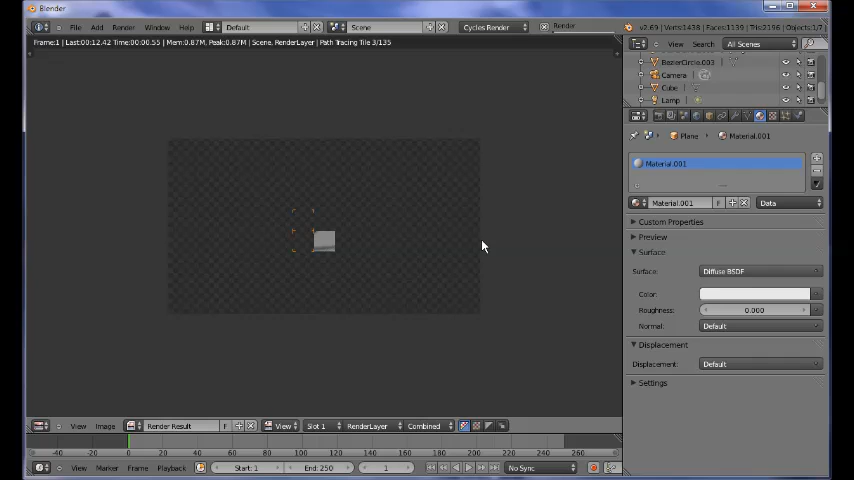 Blender
File Add Render Window Help Default Scene Cycles Render Render v2.69 | Verts:1438 | Faces:1139 | Tris:2196 | Objects:1/7
Frame:1 | Last:00:12.42 Time:00:00.55 | Mem:0.87M, Peak:0.87M | Scene, RenderLayer | Path Tracing Tile 3/135
View Search All Scenes
BezierCircle.003
Camera
Cube
Lamp
Plane Material.001
Material.001
Material.001 F Data
Custom Properties
Preview
Surface
Surface: Diffuse BSDF
Color:
Roughness: 0.000
Normal: Default
Displacement
Displacement: Default
Settings
View Image Render Result F View Slot 1 RenderLayer Combined
-40 -20 0 20 40 60 80 100 120 140 160 180 200 220 240 260
View Marker Frame Playback Start: 1 End: 250 1 No Sync